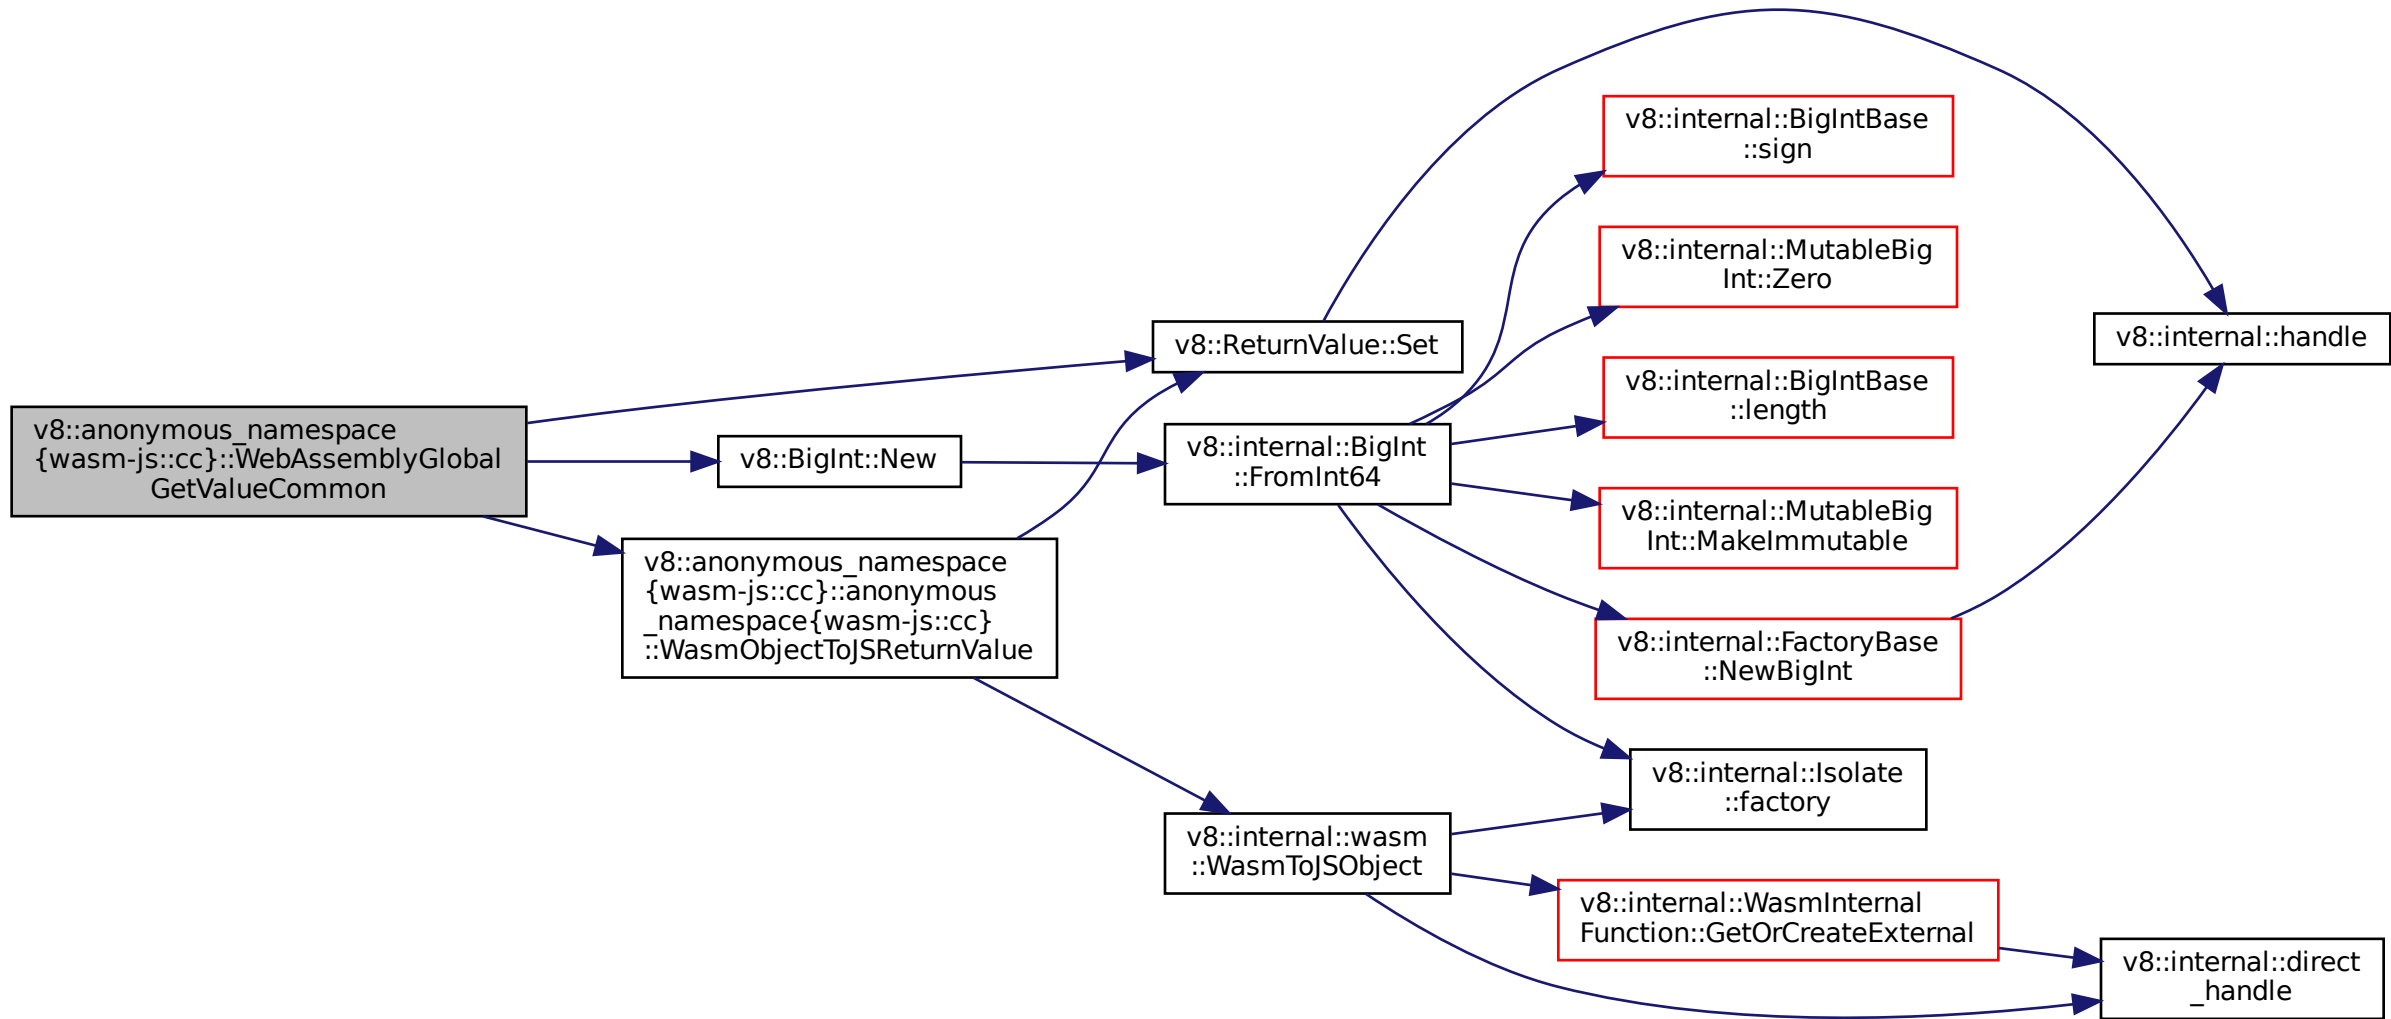 v8::anonymous_namespace
{wasm-js::cc}::WebAssemblyGlobal
GetValueCommon
v8::ReturnValue::Set
v8::BigInt::New
v8::anonymous_namespace
{wasm-js::cc}::anonymous
_namespace{wasm-js::cc}
::WasmObjectToJSReturnValue
v8::internal::BigInt
::FromInt64
v8::internal::wasm
::WasmToJSObject
v8::internal::BigIntBase
::sign
v8::internal::MutableBig
Int::Zero
v8::internal::BigIntBase
::length
v8::internal::MutableBig
Int::MakeImmutable
v8::internal::FactoryBase
::NewBigInt
v8::internal::Isolate
::factory
v8::internal::WasmInternal
Function::GetOrCreateExternal
v8::internal::handle
v8::internal::direct
_handle